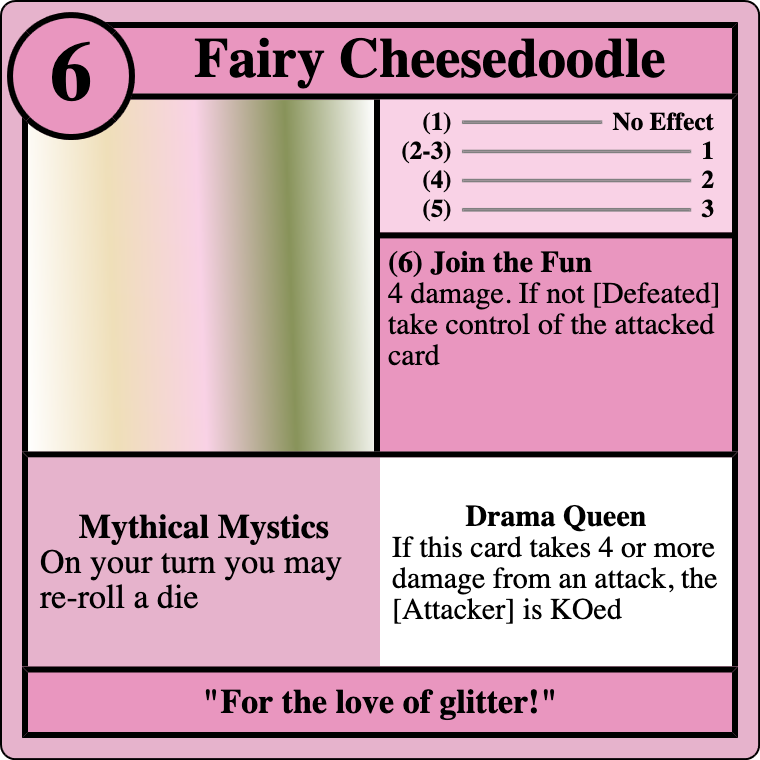 6
Fairy Cheesedoodle
(1) No Effect
(2-3) 1
(4) 2
(5) 3
(6) Join the Fun
4 damage. If not [Defeated]
take control of the attacked
card
Mythical Mystics
On your turn you may
re-roll a die
Drama Queen
If this card takes 4 or more
damage from an attack, the
[Attacker] is KOed
"For the love of glitter!"